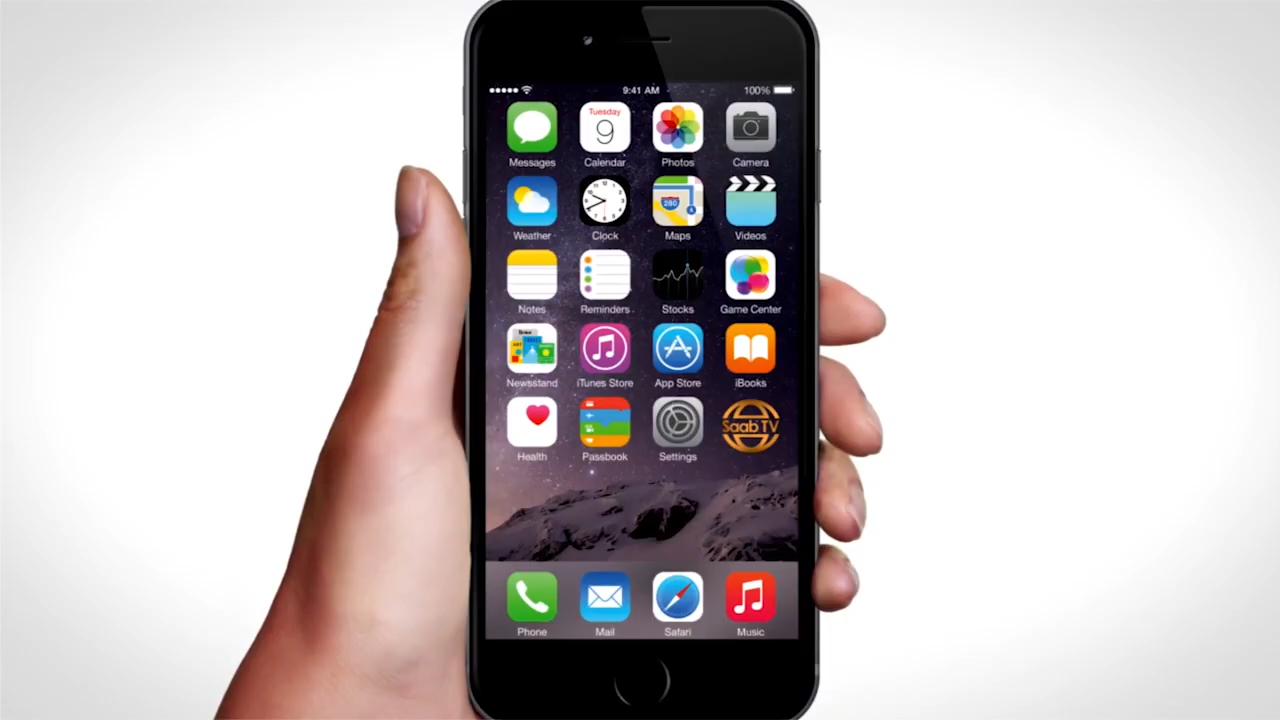 9:41 AM 100%
Tuesday
9
Messages Calendar Photos Camera
280
Weather Clock Maps Videos
Notes Reminders Stocks Game Center
Newsstand iTunes Store App Store iBooks
Saab TV
Health Passbook Settings
Phone Mail Safari Music